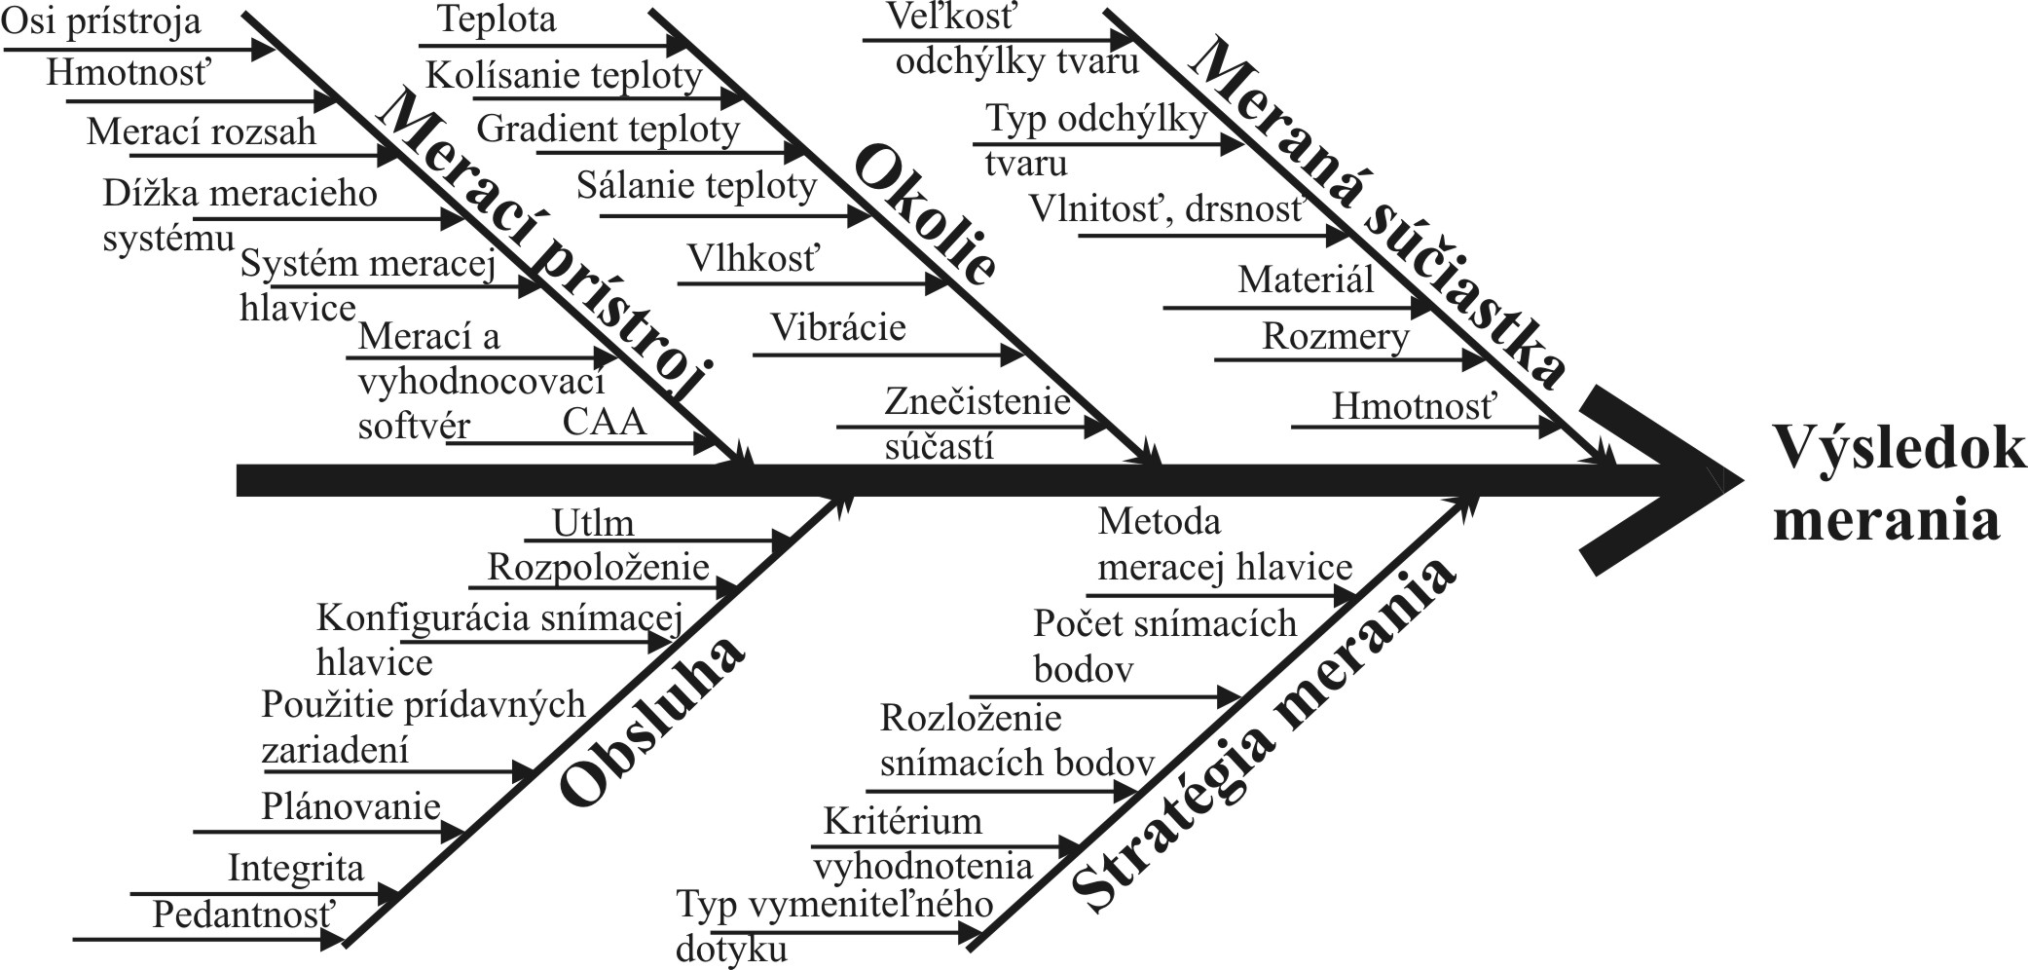 Osi prístroja
Hmotnosť
Merací rozsah
Dížka meracieho
systému
Systém meracej
hlavice
Merací a
vyhodnocovací
softvér
CAA
Merací prístroj
Teplota
Kolísanie teploty
Gradient teploty
Sálanie teploty
Vlhkosť
Vibrácie
Znečistenie
súčastí
Okolie
Veľkosť
odchýlky tvaru
Typ odchýlky
tvaru
Vlnitosť, drsnosť
Materiál
Rozmery
Hmotnosť
Meraná súčiastka
Výsledok
merania
Utlm
Rozpoloženie
Konfigurácia snímacej
hlavice
Použitie prídavných
zariadení
Plánovanie
Integrita
Pedantnosť
Obsluha
Metoda
meracej hlavice
Počet snímacích
bodov
Rozloženie
snímacích bodov
Kritérium
vyhodnotenia
Typ vymeniteľného
dotyku
Stratégia merania